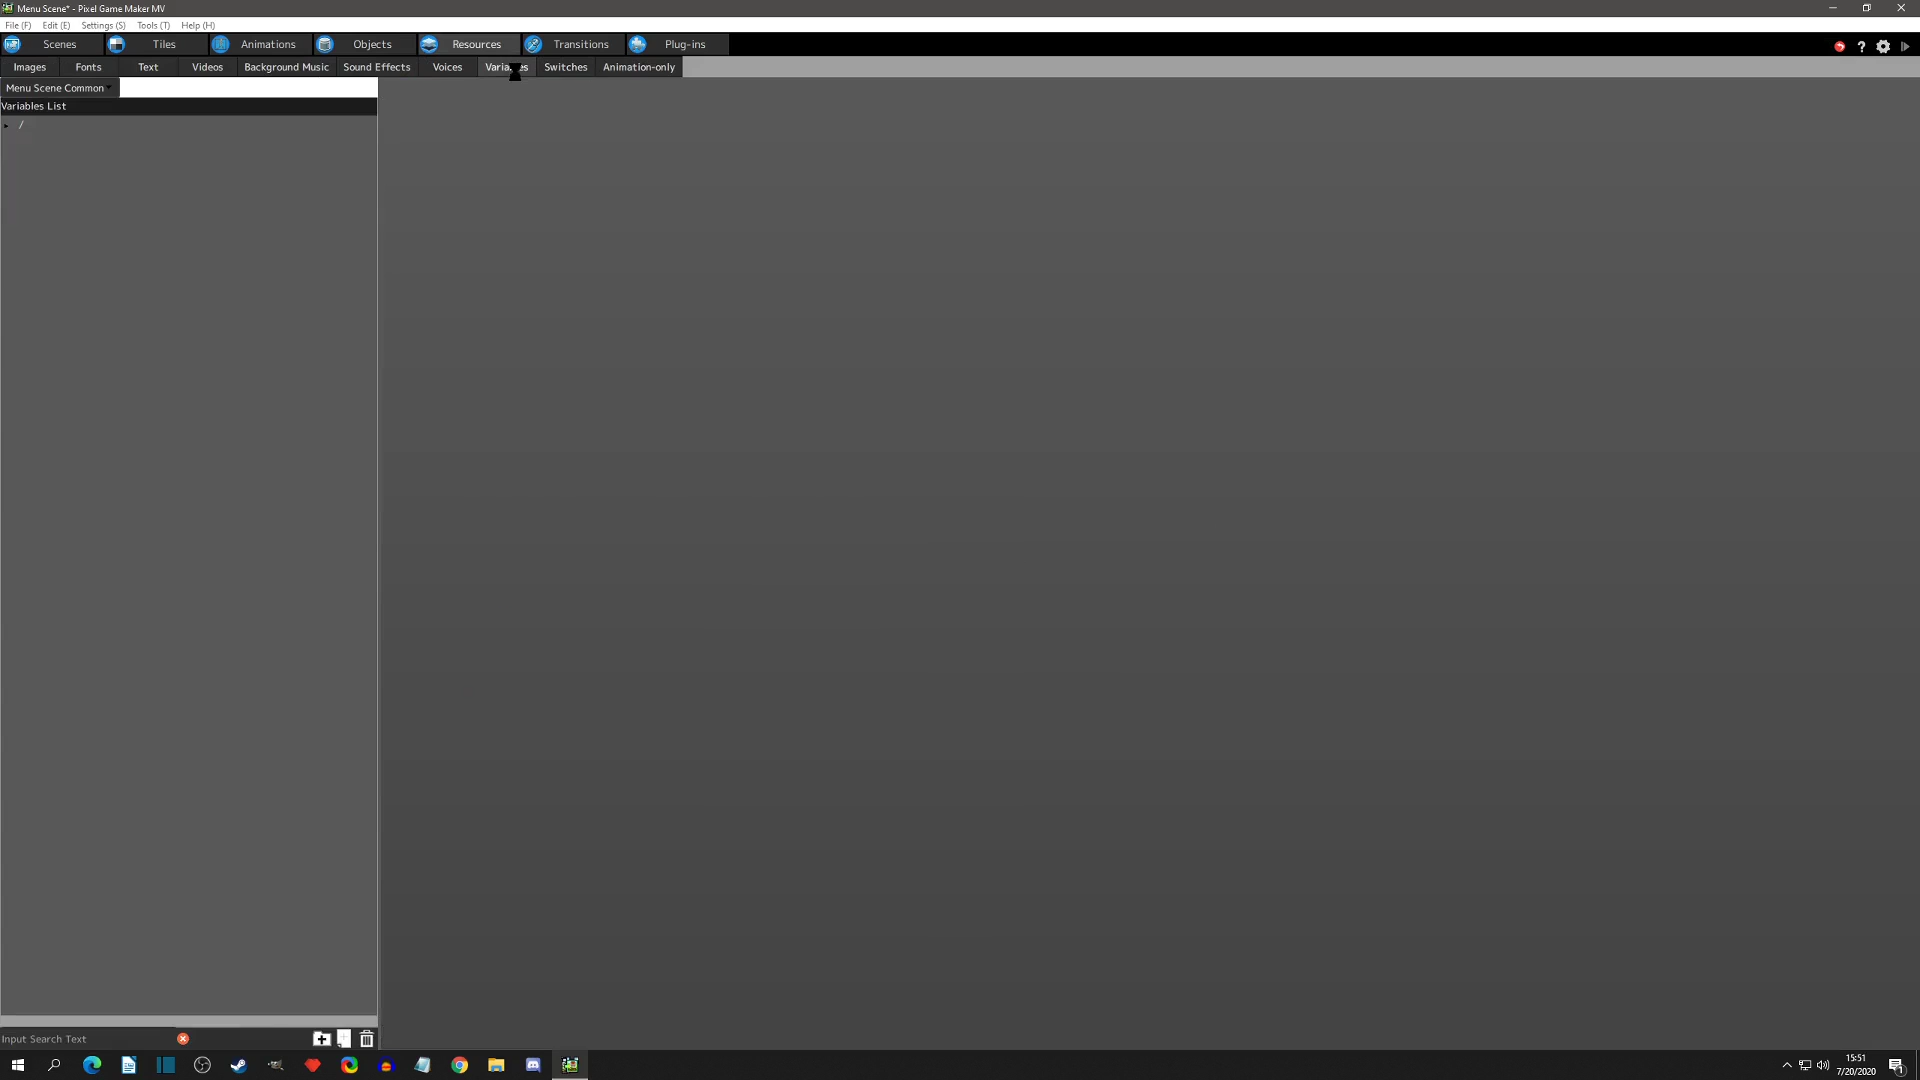 Menu Scene* - Pixel Game Maker MV
File (F) Edit (E) Settings (S) Tools (T) Help (H)
Scenes Tiles Animations Objects Resources Transitions Plug-ins
Images Fonts Text Videos Background Music Sound Effects Voices Variables Switches Animation-only
Menu Scene Common
Variables List
/
Input Search Text
15:51
7/20/2020